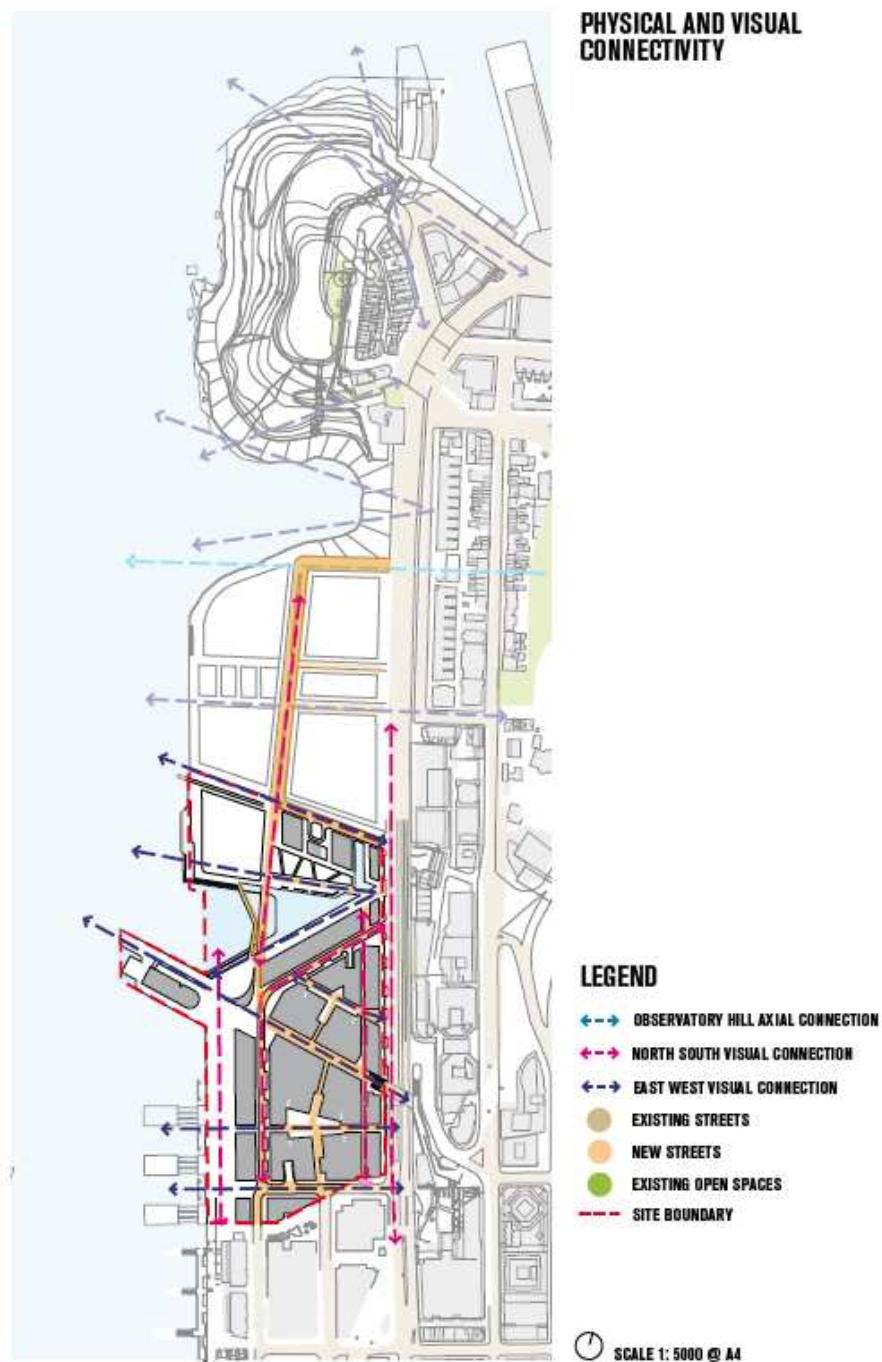 PHYSICAL AND VISUAL
CONNECTIVITY
LEGEND
OBSERVATORY HILL AXIAL CONNECTION
NORTH SOUTH VISUAL CONNECTION
EAST WEST VISUAL CONNECTION
EXISTING STREETS
NEW STREETS
EXISTING OPEN SPACES
SITE BOUNDARY
SCALE 1: 5000 @ A4